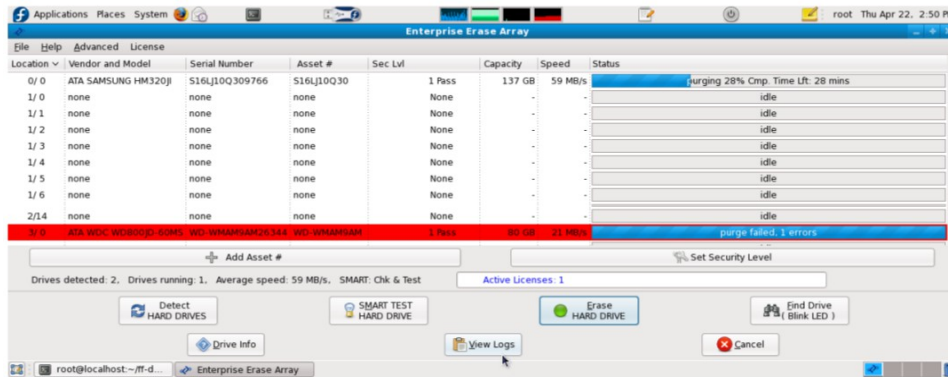 Applications Places System root Thu Apr 22, 2:50 P
Enterprise Erase Array
File Help Advanced License
Location Vendor and Model Serial Number Asset # Sec Lvl Capacity Speed Status
0/ 0 ATA SAMSUNG HM320JI S16LJ10Q309766 S16LJ10Q30 1 Pass 137 GB 59 MB/s purging 28% Cmp. Time Lft: 28 mins
1/ 0 none none none None - - idle
1/ 1 none none none None - - idle
1/ 2 none none none None - - idle
1/ 3 none none none None - - idle
1/ 4 none none none None - - idle
1/ 5 none none none None - - idle
1/ 6 none none none None - - idle
2/14 none none none None - - idle
3/ 0 ATA WDC WD800JD-60MS WD-WMAM9AM26344 WD-WMAM9AM 1 Pass 80 GB 21 MB/s purge failed, 1 errors
Add Asset # Set Security Level
Drives detected: 2, Drives running: 1, Average speed: 59 MB/s, SMART: Chk & Test Active Licenses: 1
Detect HARD DRIVES SMART TEST HARD DRIVE Erase HARD DRIVE Find Drive ( Blink LED )
Drive Info View Logs Cancel
root@localhost:~/ff-d... Enterprise Erase Array